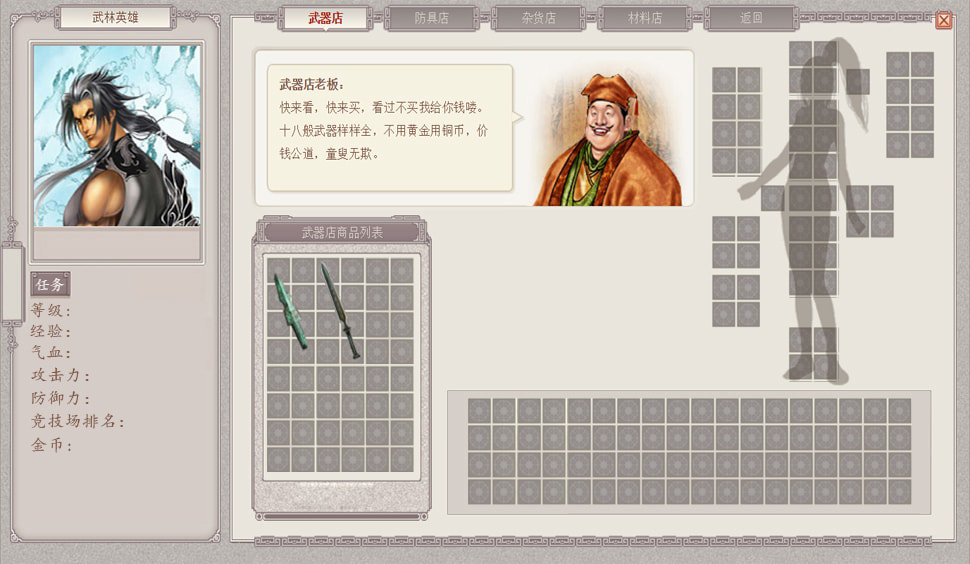 武林英雄
武器店
防具店
杂货店
材料店
返回
武器店老板：
快来看，快来买，看过不买我给你钱喽。
十八般武器样样全，不用黄金用铜币，价
钱公道，童叟无欺。
武器店商品列表
任务
等级：
经验：
气血：
攻击力：
防御力：
竞技场排名：
金币：